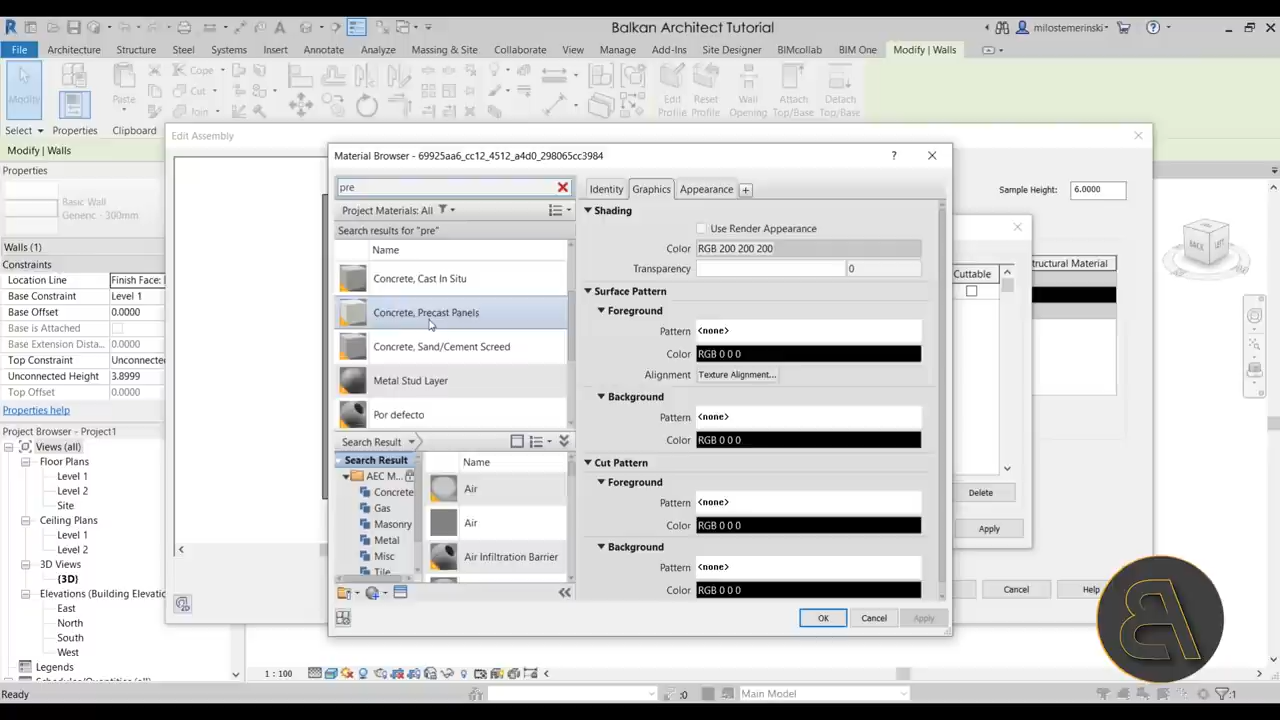 Balkan Architect Tutorial
milostemerinski
File Architecture Structure Steel Systems Insert Annotate Analyze Massing & Site Collaborate View Manage Add-Ins Site Designer BIMcollab BIM One Modify | Walls
Modify Paste Cope Cut Join Edit Profile Reset Profile Wall Opening Attach Top/Base Detach Top/Base
Select Properties Clipboard
Modify | Walls
Edit Assembly
Properties
Basic Wall
Generic - 300mm
Walls (1)
Constraints
Location Line Finish Face:
Base Constraint Level 1
Base Offset 0.0000
Base is Attached
Base Extension Dista...
Top Constraint Unconnected
Unconnected Height 3.8999
Top Offset 0.0000
Properties help
Project Browser - Project1
Views (all)
Floor Plans
Level 1
Level 2
Site
Ceiling Plans
Level 1
Level 2
3D Views
(3D)
Elevations (Building Elevatio
East
North
South
West
Legends
Schedules/Quantities (all)
Material Browser - 69925aa6_cc12_4512_a4d0_298065cc3984
?
pre
Project Materials: All
Search results for "pre"
Name
Concrete, Cast In Situ
Concrete, Precast Panels
Concrete, Sand/Cement Screed
Metal Stud Layer
Por defecto
Search Result
Search Result
AEC M...
Concrete
Gas
Masonry
Metal
Misc
Tile
Name
Air
Air
Air Infiltration Barrier
Identity Graphics Appearance
Shading
Use Render Appearance
Color RGB 200 200 200
Transparency 0
Surface Pattern
Foreground
Pattern <none>
Color RGB 0 0 0
Alignment Texture Alignment...
Background
Pattern <none>
Color RGB 0 0 0
Cut Pattern
Foreground
Pattern <none>
Color RGB 0 0 0
Background
Pattern <none>
Color RGB 0 0 0
OK Cancel Apply
Sample Height: 6.0000
Cuttable
tructural Material
Delete
Apply
Cancel Help
BACK LEFT
1 : 100
Ready
:0
Main Model
:1